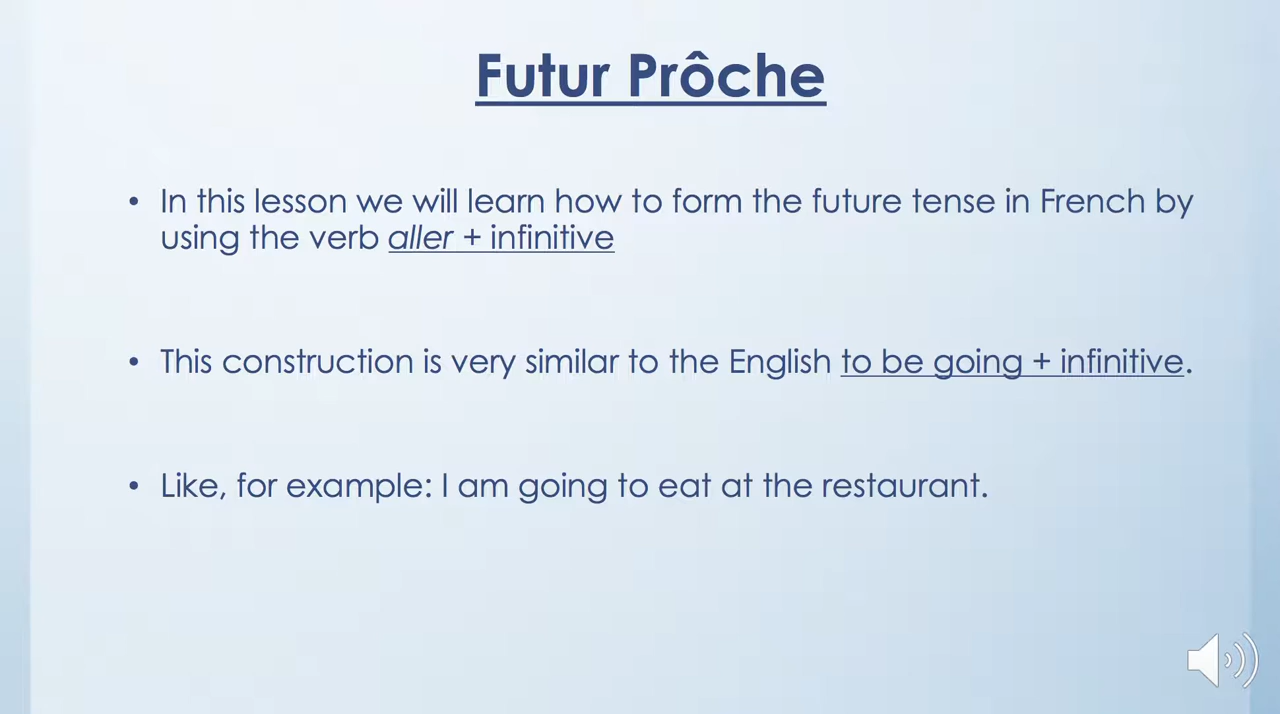 Futur Prôche
• In this lesson we will learn how to form the future tense in French by
using the verb aller + infinitive
• This construction is very similar to the English to be going + infinitive.
• Like, for example: I am going to eat at the restaurant.